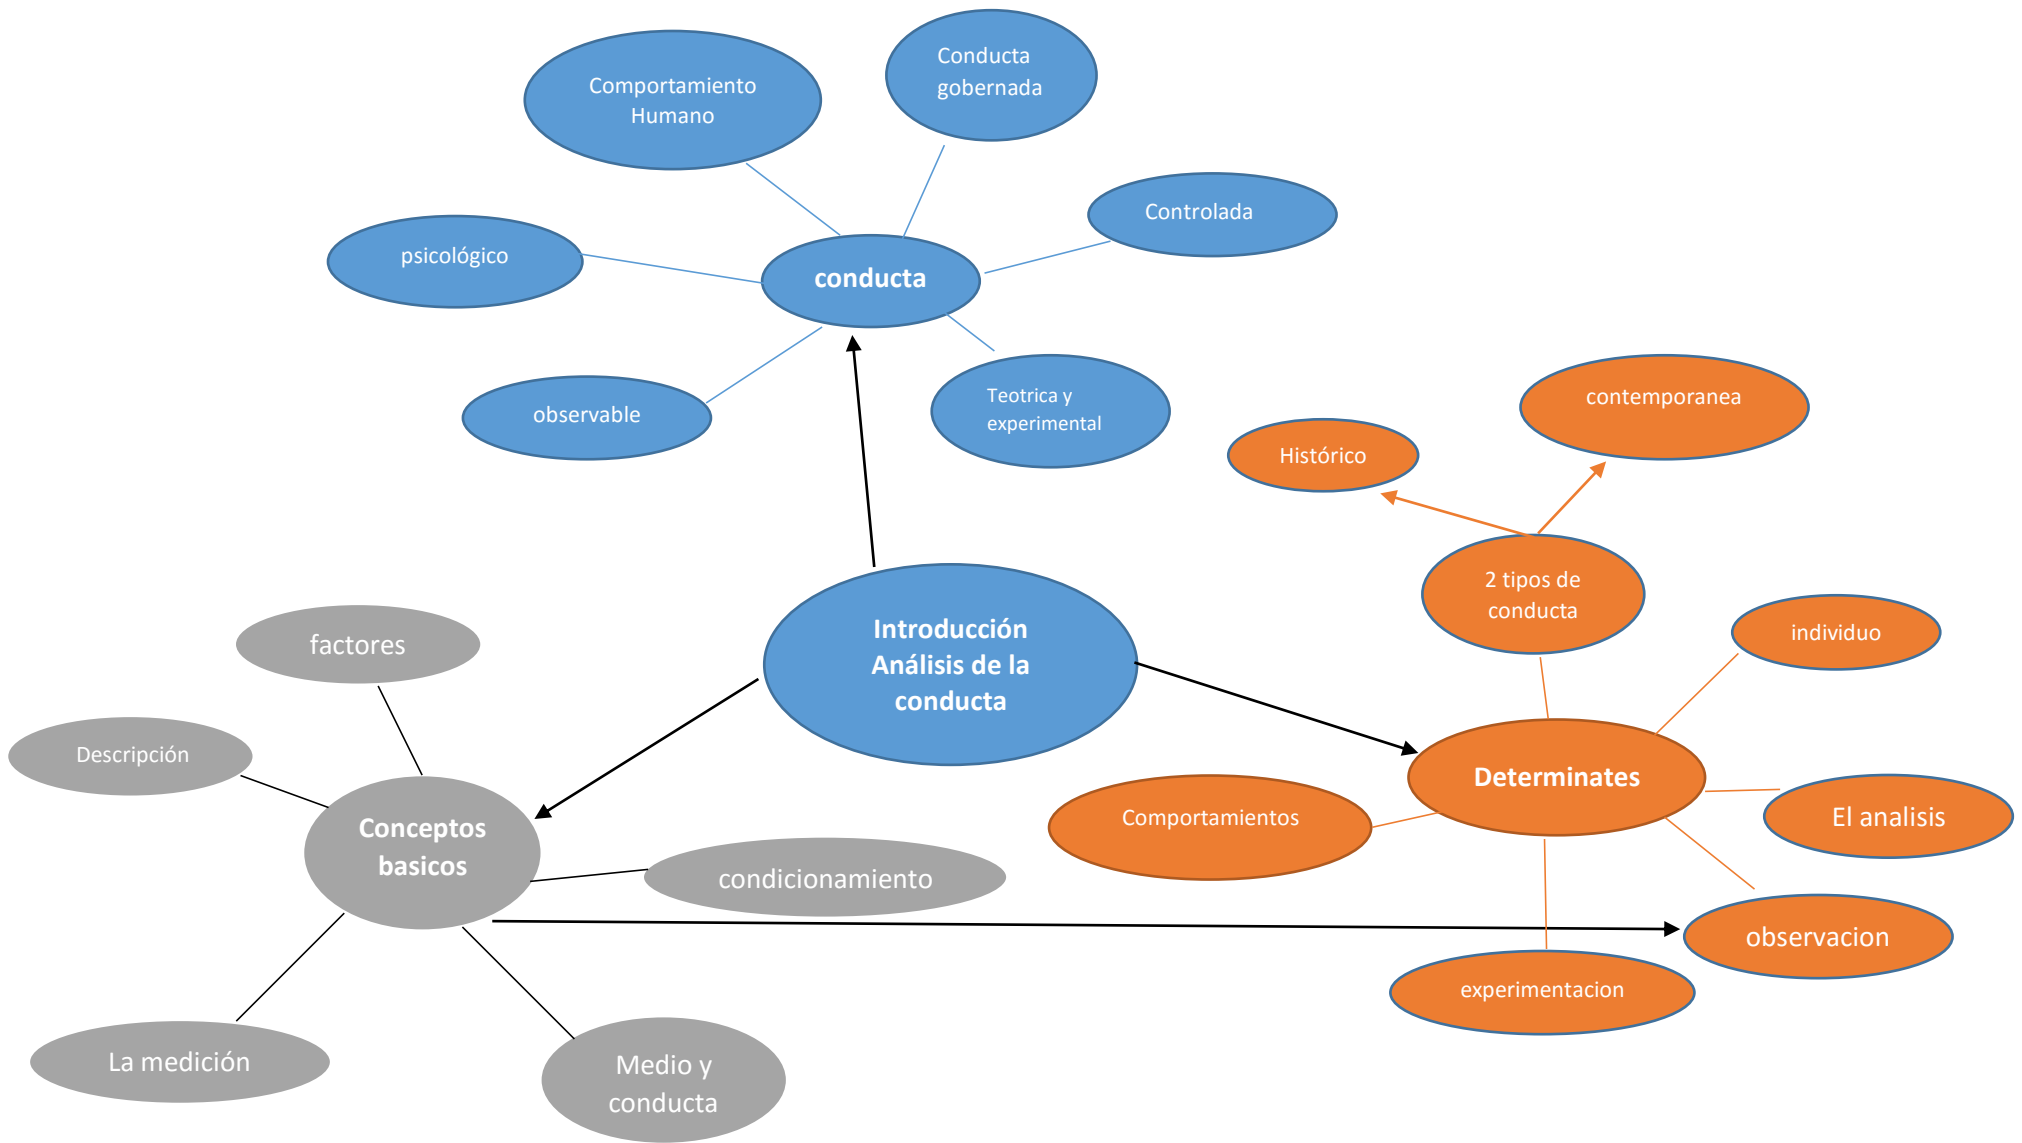 Comportamiento
Humano
Conducta
gobernada
Controlada
psicológico
conducta
observable
Teotrica y
experimental
contemporanea
Histórico
2 tipos de
conducta
individuo
Introducción
Análisis de la
conducta
factores
Descripción
Conceptos
basicos
condicionamiento
La medición
Medio y
conducta
Determinates
Comportamientos
El analisis
observacion
experimentacion